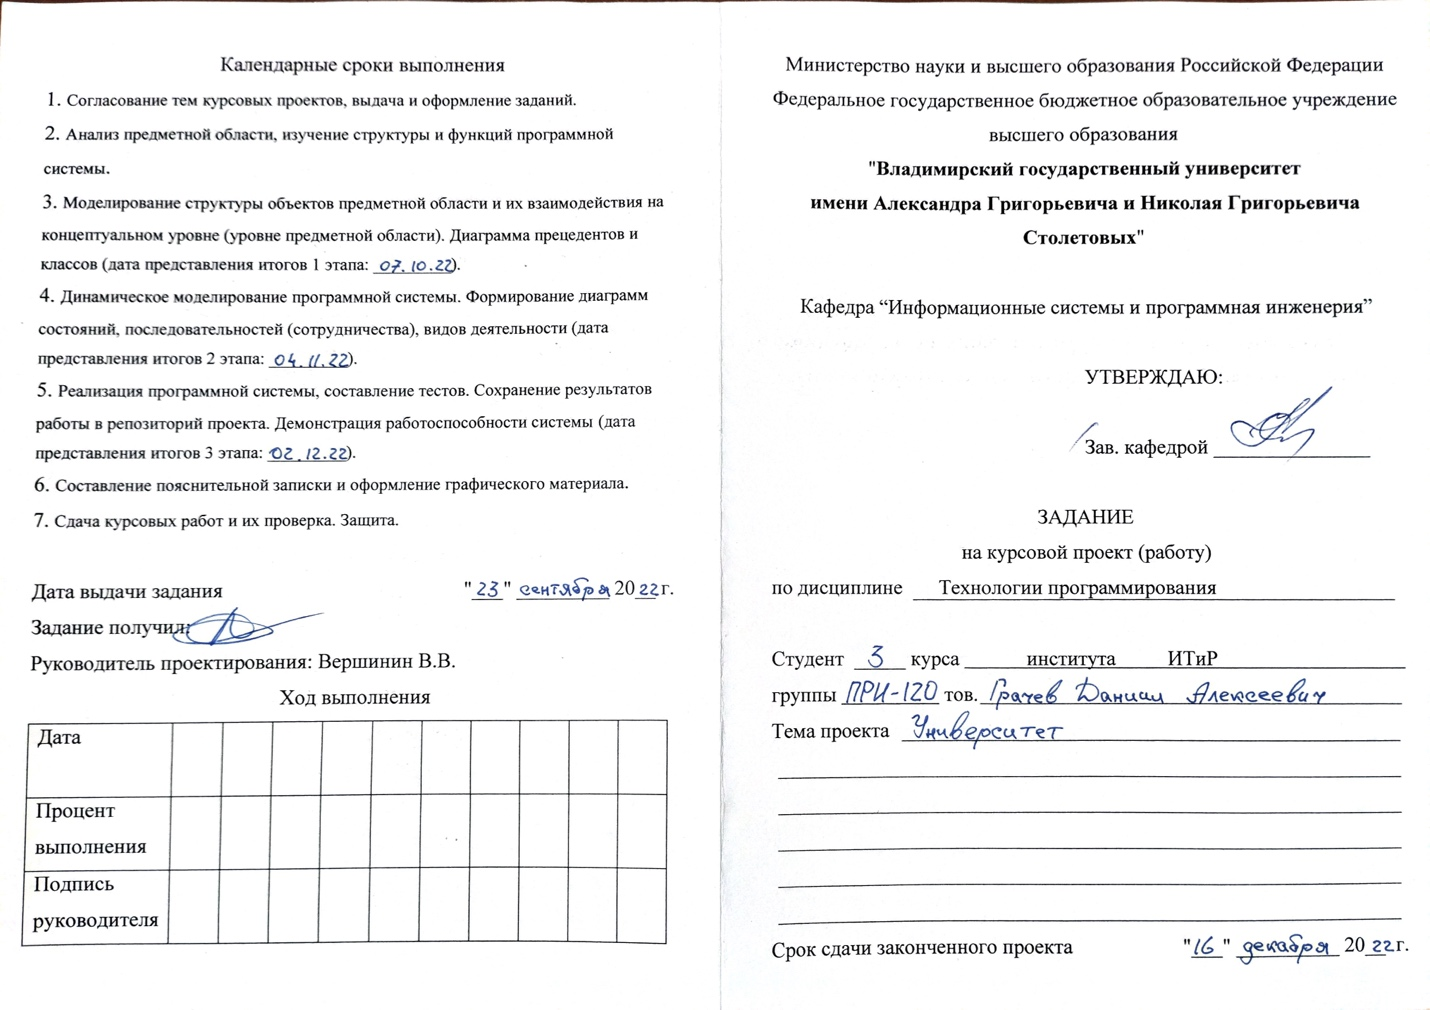 Календарные сроки выполнения
1. Согласование тем курсовых проектов, выдача и оформление заданий.
2. Анализ предметной области, изучение структуры и функций программной
системы.
3. Моделирование структуры объектов предметной области и их взаимодействия на
концептуальном уровне (уровне предметной области). Диаграмма прецедентов и
классов (дата представления итогов 1 этапа: 07.10.22).
4. Динамическое моделирование программной системы. Формирование диаграмм
состояний, последовательностей (сотрудничества), видов деятельности (дата
представления итогов 2 этапа: 04.11.22).
5. Реализация программной системы, составление тестов. Сохранение результатов
работы в репозиторий проекта. Демонстрация работоспособности системы (дата
представления итогов 3 этапа: 02.12.22).
6. Составление пояснительной записки и оформление графического материала.
7. Сдача курсовых работ и их проверка. Защита.
Дата выдачи задания "23" сентября 2022г.
Задание получил:
Руководитель проектирования: Вершинин В.В.
Ход выполнения
Дата
Процент
выполнения
Подпись
руководителя
Министерство науки и высшего образования Российской Федерации
Федеральное государственное бюджетное образовательное учреждение
высшего образования
"Владимирский государственный университет
имени Александра Григорьевича и Николая Григорьевича
Столетовых"
Кафедра “Информационные системы и программная инженерия”
УТВЕРЖДАЮ:
Зав. кафедрой
ЗАДАНИЕ
на курсовой проект (работу)
по дисциплине Технологии программирования
Студент 3 курса института ИТиР
группы ПРИ-120 тов. Грачев Даниил Алексеевич
Тема проекта Университет
Срок сдачи законченного проекта "16" декабря 2022г.